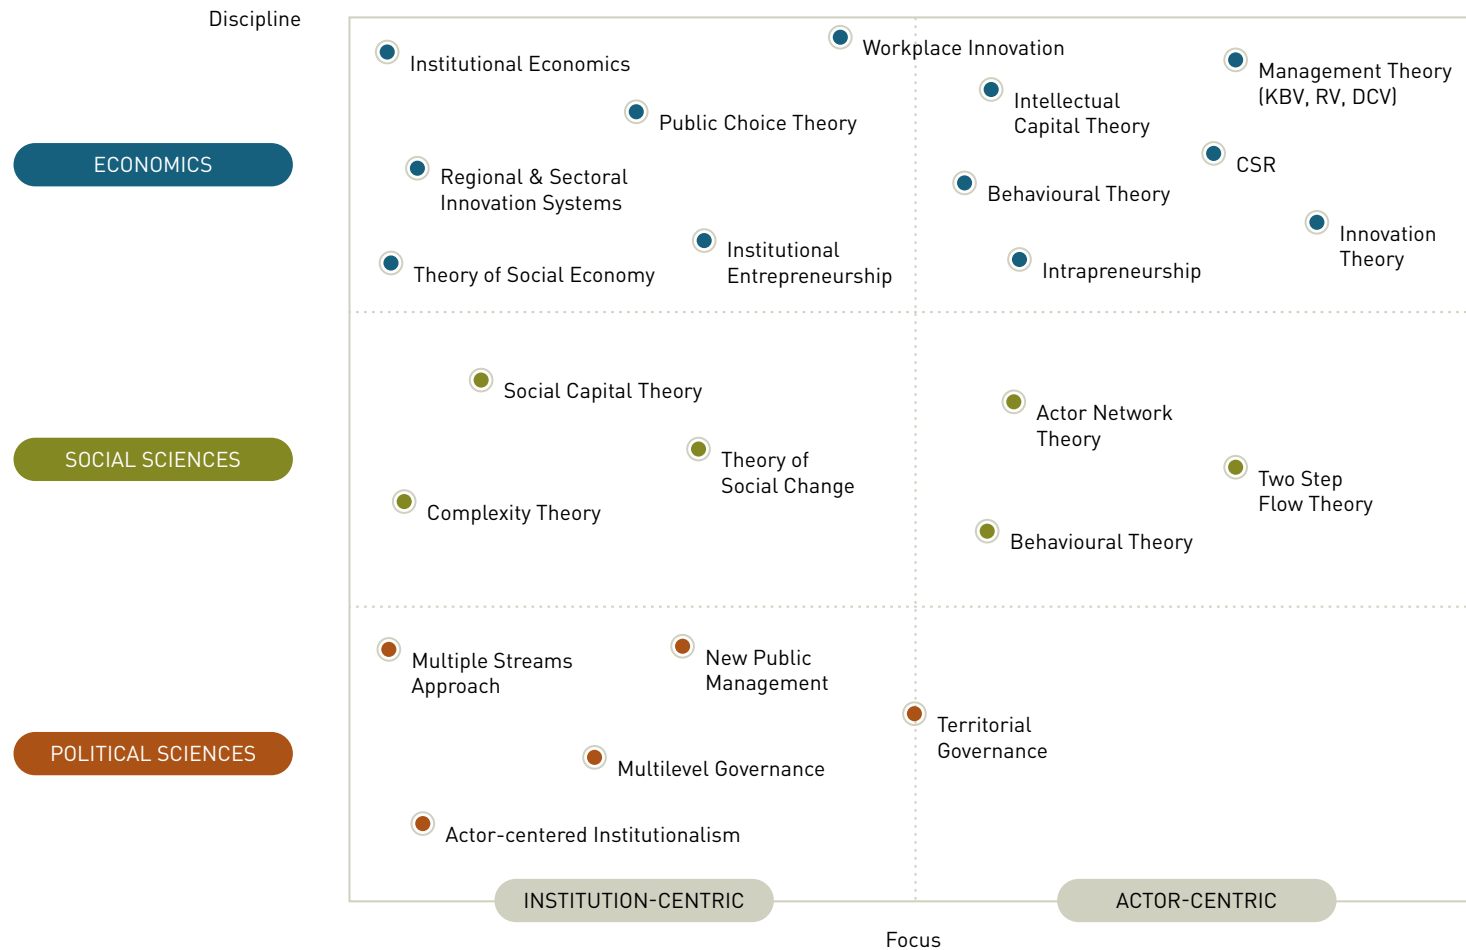 Discipline
Institutional Economics
Workplace Innovation
Management Theory
(KBV, RV, DCV)
Intellectual
Capital Theory
Public Choice Theory
ECONOMICS
CSR
Regional & Sectoral
Innovation Systems
Behavioural Theory
Innovation
Theory
Institutional
Entrepreneurship
Theory of Social Economy
Intrapreneurship
Social Capital Theory
Actor Network
Theory
SOCIAL SCIENCES
Theory of
Social Change
Two Step
Flow Theory
Complexity Theory
Behavioural Theory
Multiple Streams
Approach
New Public
Management
Territorial
Governance
POLITICAL SCIENCES
Multilevel Governance
Actor-centered Institutionalism
INSTITUTION-CENTRIC
ACTOR-CENTRIC
Focus